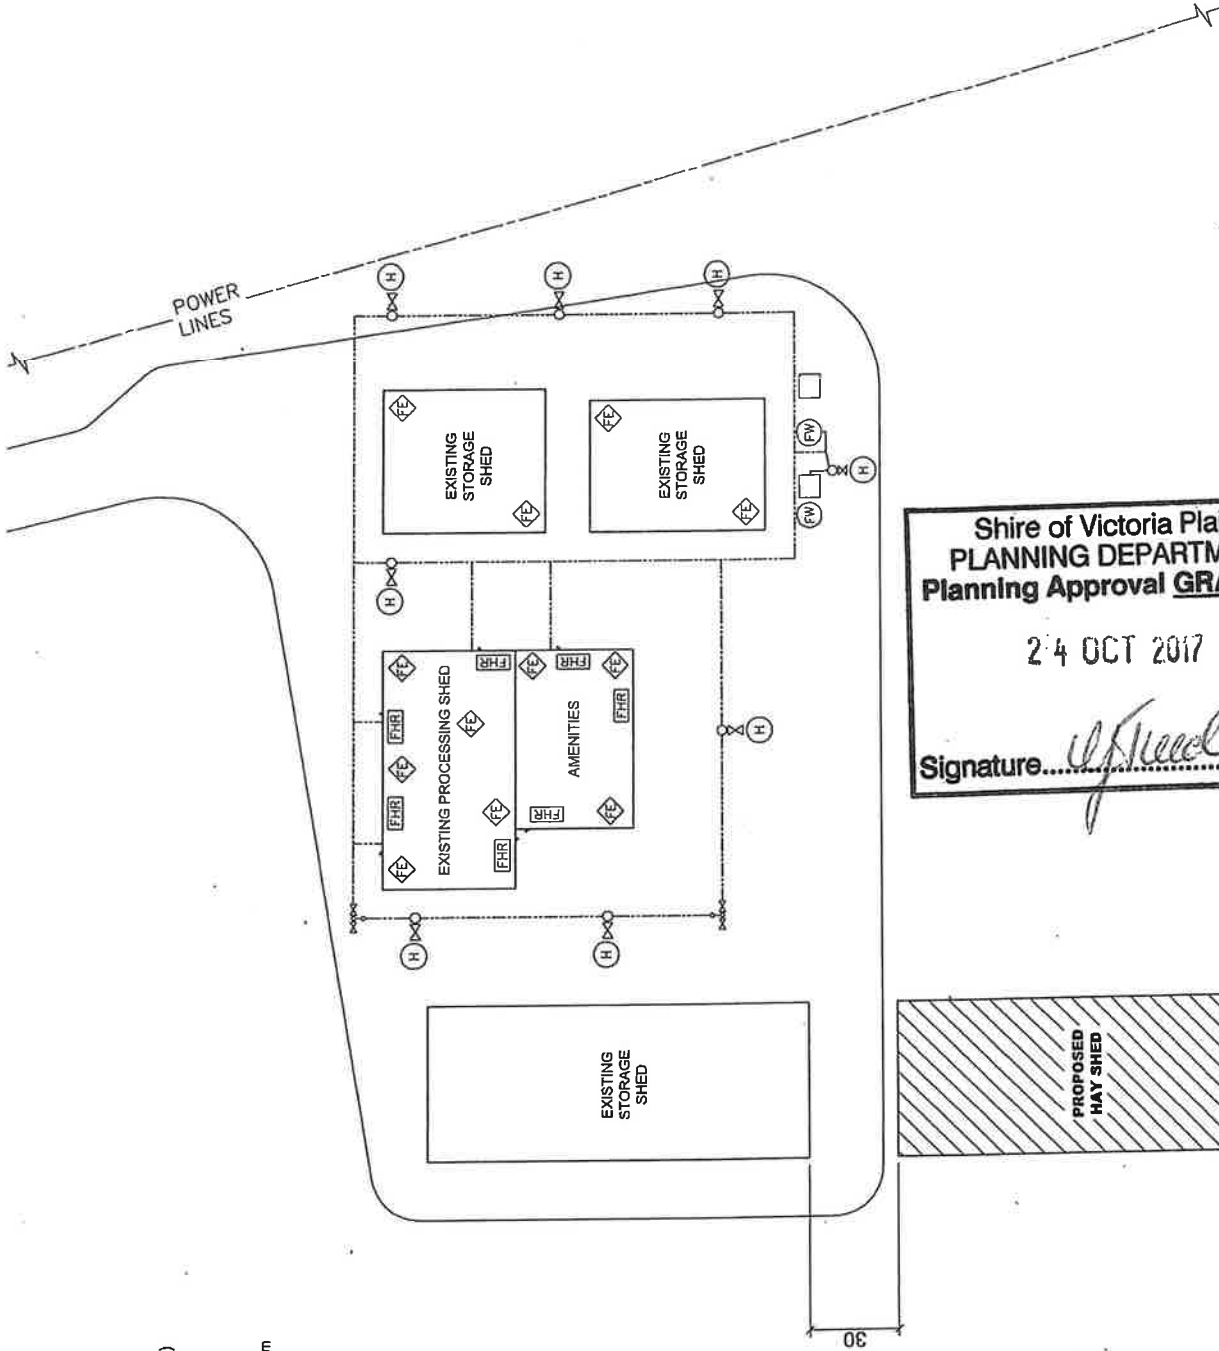 POWER
LINES
H
H
H
FE
EXISTING
STORAGE
SHED
FE
FE
EXISTING
STORAGE
SHED
FE
FW
FW
H
H
FE
FHR
FE
FHR
FE
EXISTING PROCESSING SHED
FE
FE
FHR
FHR
FE
FHR
FE
FHR
AMENITIES
FHR
FE
H
H
H
EXISTING
STORAGE
SHED
PROPOSED
HAY SHED
30
Shire of Victoria Pla
PLANNING DEPARTM
Planning Approval GRA
24 OCT 2017
Signature
m